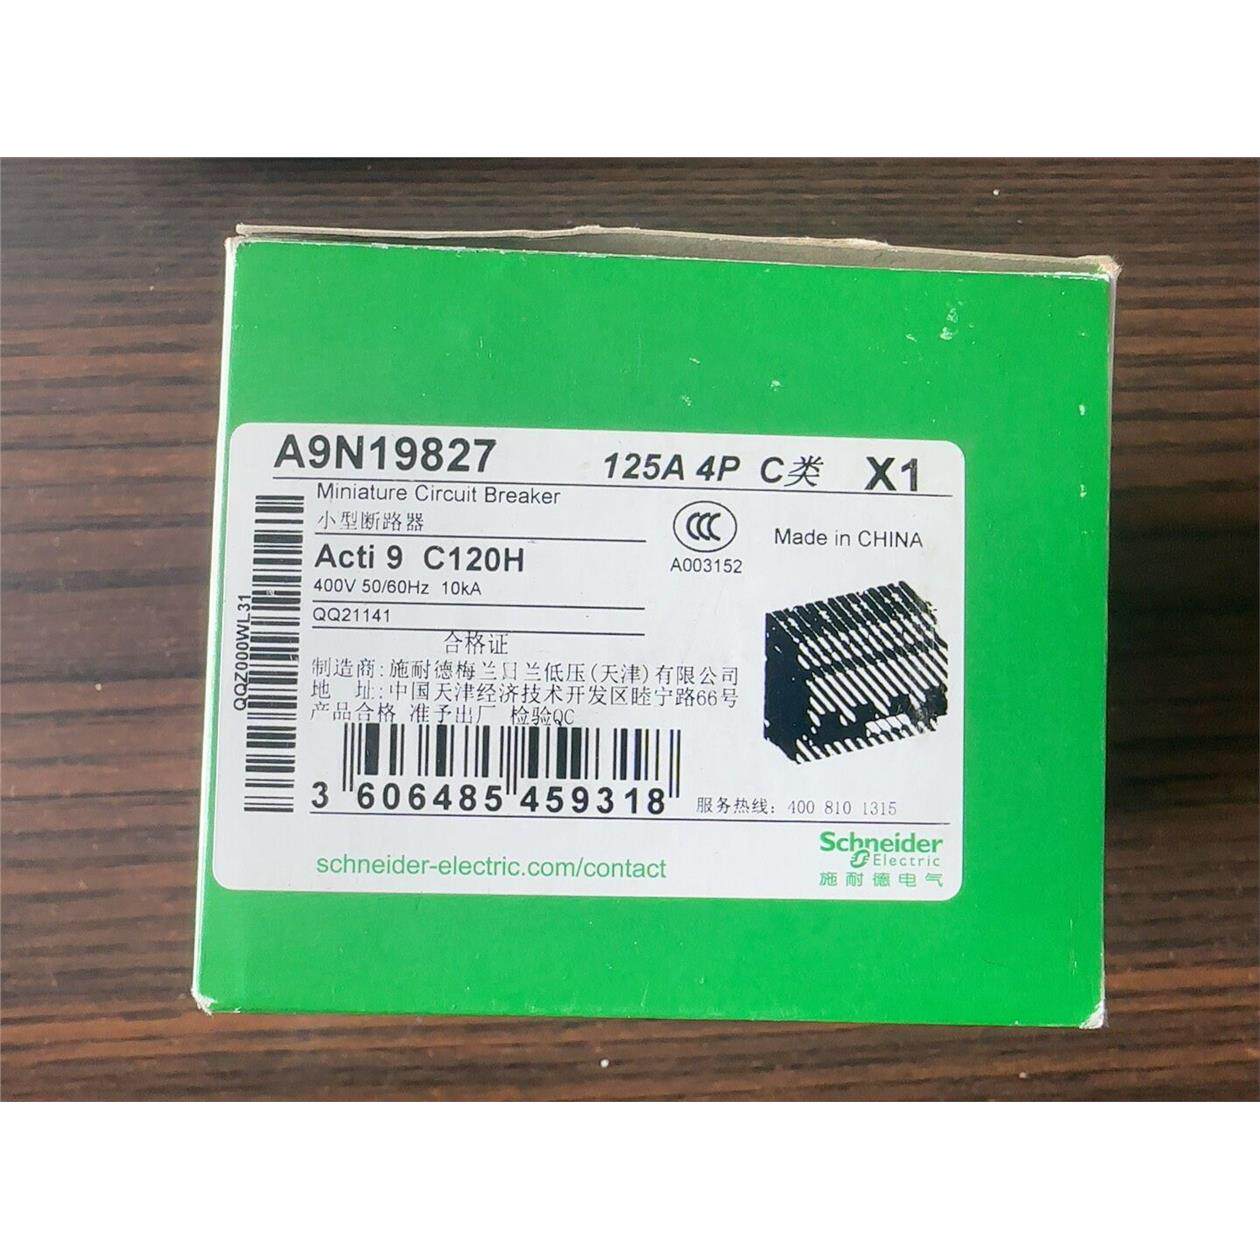 A9N19827 125A 4P C类 X1
Miniature Circuit Breaker
小型断路器
Acti 9 C120H
400V 50/60Hz 10kA
QQ21141
CCC
A003152
Made in CHINA
QQZ000WL31
合格证
制造商:施耐德梅兰日兰低压(天津)有限公司
地 址:中国天津经济技术开发区睦宁路66号
产品合格 准予出厂 检验QC
3 606485 459318
服务热线: 400 810 1315
schneider-electric.com/contact
Schneider
Electric
施耐德电气